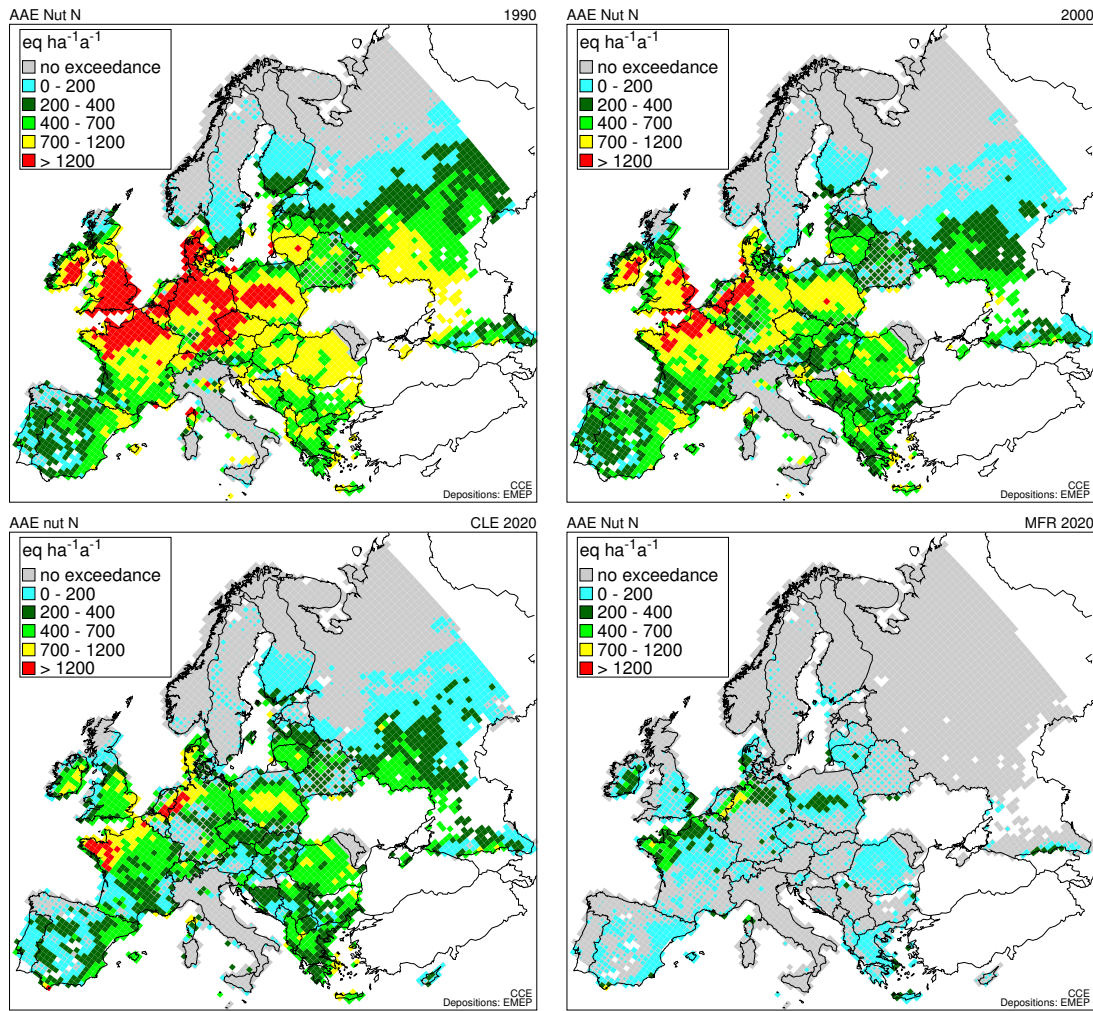 AAE Nut N 1990
eq ha⁻¹a⁻¹
no exceedance
0 - 200
200 - 400
400 - 700
700 - 1200
> 1200
CCE
Depositions: EMEP
AAE Nut N 2000
eq ha⁻¹a⁻¹
no exceedance
0 - 200
200 - 400
400 - 700
700 - 1200
> 1200
CCE
Depositions: EMEP
AAE nut N CLE 2020
eq ha⁻¹a⁻¹
no exceedance
0 - 200
200 - 400
400 - 700
700 - 1200
> 1200
CCE
Depositions: EMEP
AAE Nut N MFR 2020
eq ha⁻¹a⁻¹
no exceedance
0 - 200
200 - 400
400 - 700
700 - 1200
> 1200
CCE
Depositions: EMEP